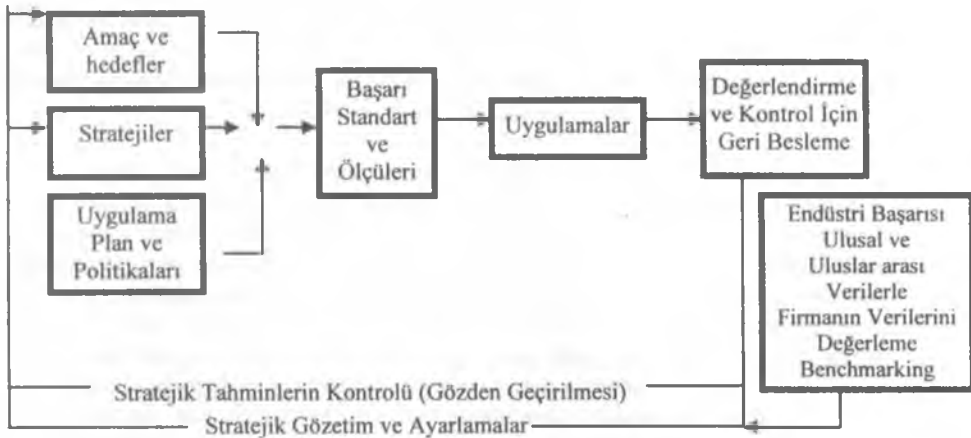 Amaç ve
hedefler
Stratejiler
Uygulama
Plan ve
Politikaları
Başarı
Standart
ve
Ölçüleri
Uygulamalar
Değerlendirme
ve Kontrol İçin
Geri Besleme
Endüstri Başarısı
Ulusal ve
Uluslar arası
Verilerle
Firmanın Verilerini
Değerleme
Benchmarking
Stratejik Tahminlerin Kontrolü (Gözden Geçirilmesi)
Stratejik Gözetim ve Ayarlamalar